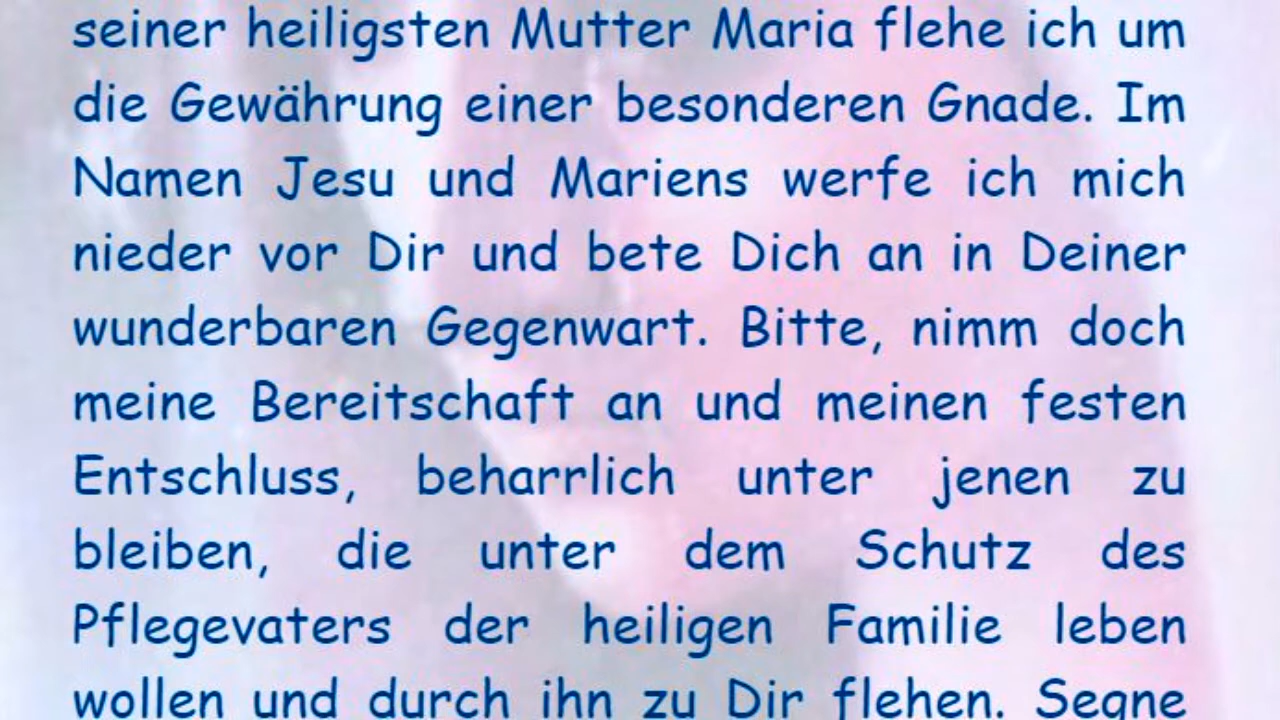 seiner heiligsten Mutter Maria flehe ich um
die Gewährung einer besonderen Gnade. Im
Namen Jesu und Mariens werfe ich mich
nieder vor Dir und bete Dich an in Deiner
wunderbaren Gegenwart. Bitte, nimm doch
meine Bereitschaft an und meinen festen
Entschluss, beharrlich unter jenen zu
bleiben, die unter dem Schutz des
Pflegevaters der heiligen Familie leben
wollen und durch ihn zu Dir flehen. Segne